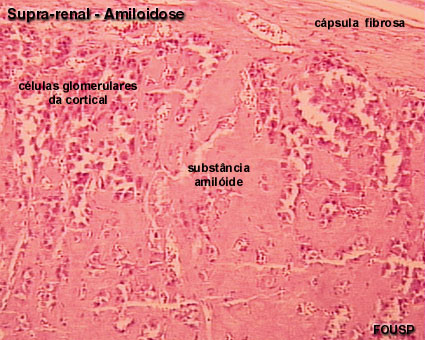 Supra-renal - Amiloidose
cápsula fibrosa
células glomerulares
da cortical
substância
amilóide
FOUSP